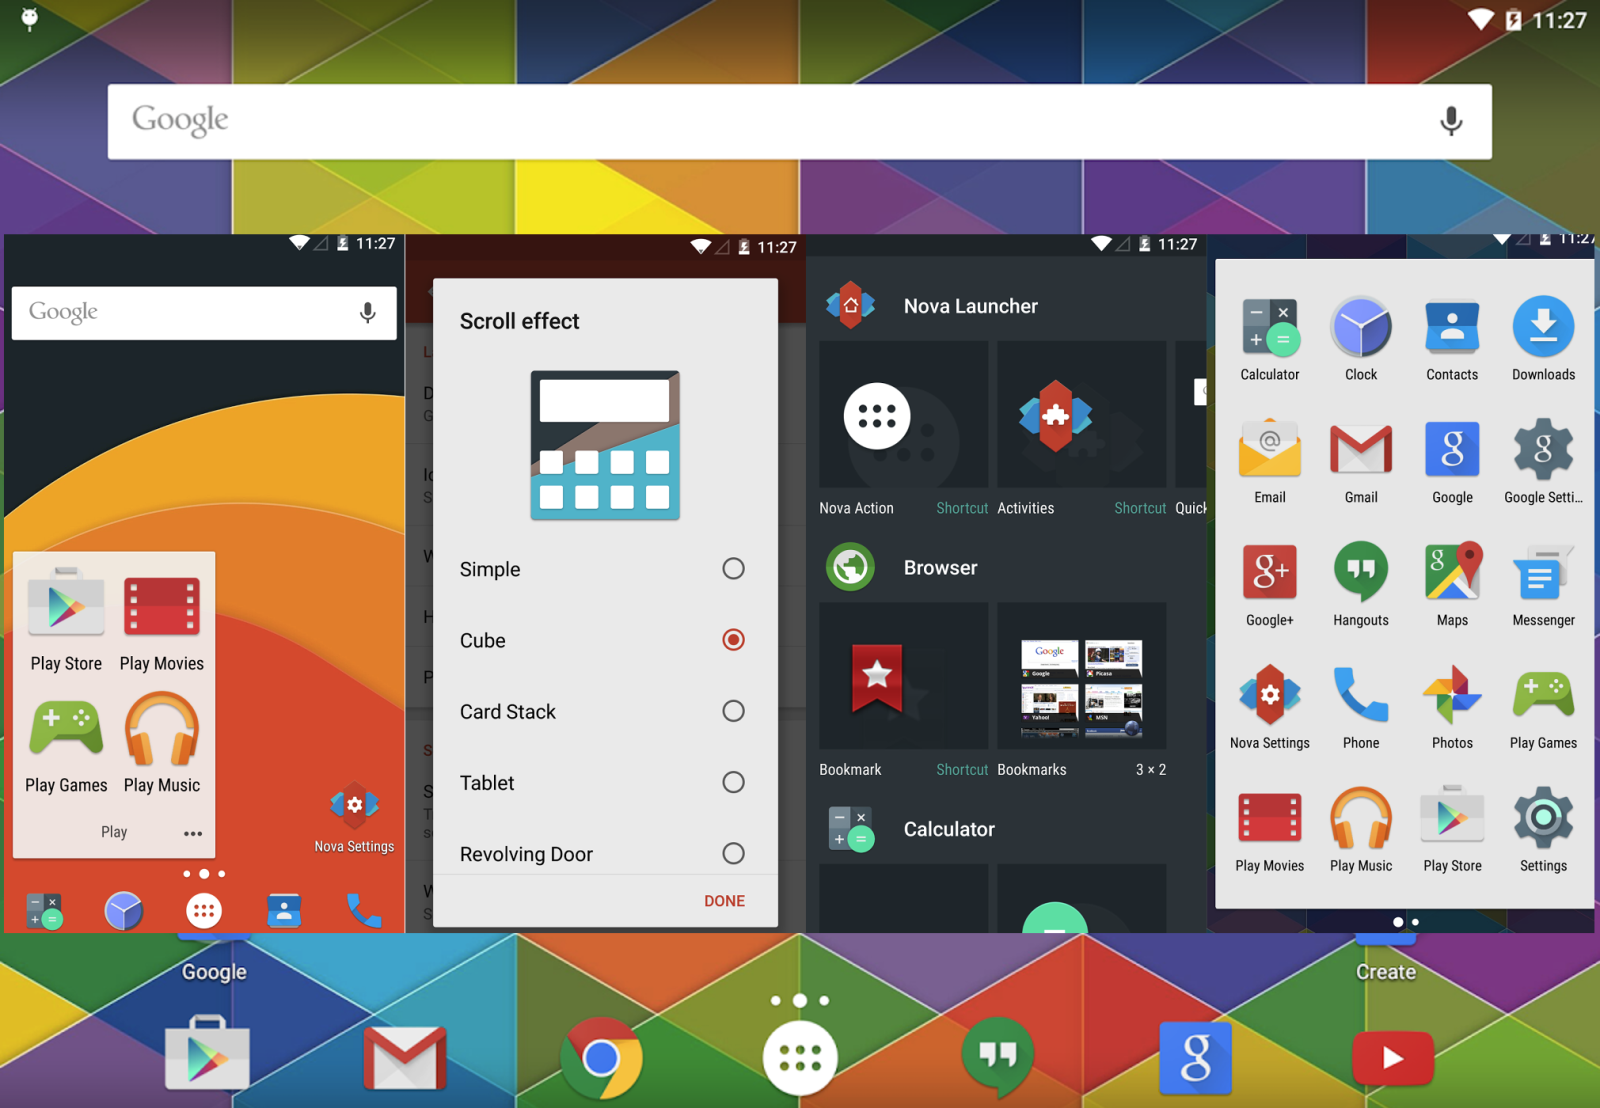 11:27
Google
11:27
Google
Play Store Play Movies
Play Games Play Music
Play
Nova Settings
11:27
Scroll effect
Simple
Cube
Card Stack
Tablet
Revolving Door
DONE
11:27
Nova Launcher
Nova Action Shortcut Activities Shortcut Quick
Browser
Google Picasa
Yahoo! MSN
Bookmark Shortcut Bookmarks 3 × 2
Calculator
11:27
Calculator Clock Contacts Downloads
Email Gmail Google Google Setti...
Google+ Hangouts Maps Messenger
Nova Settings Phone Photos Play Games
Play Movies Play Music Play Store Settings
Google Create